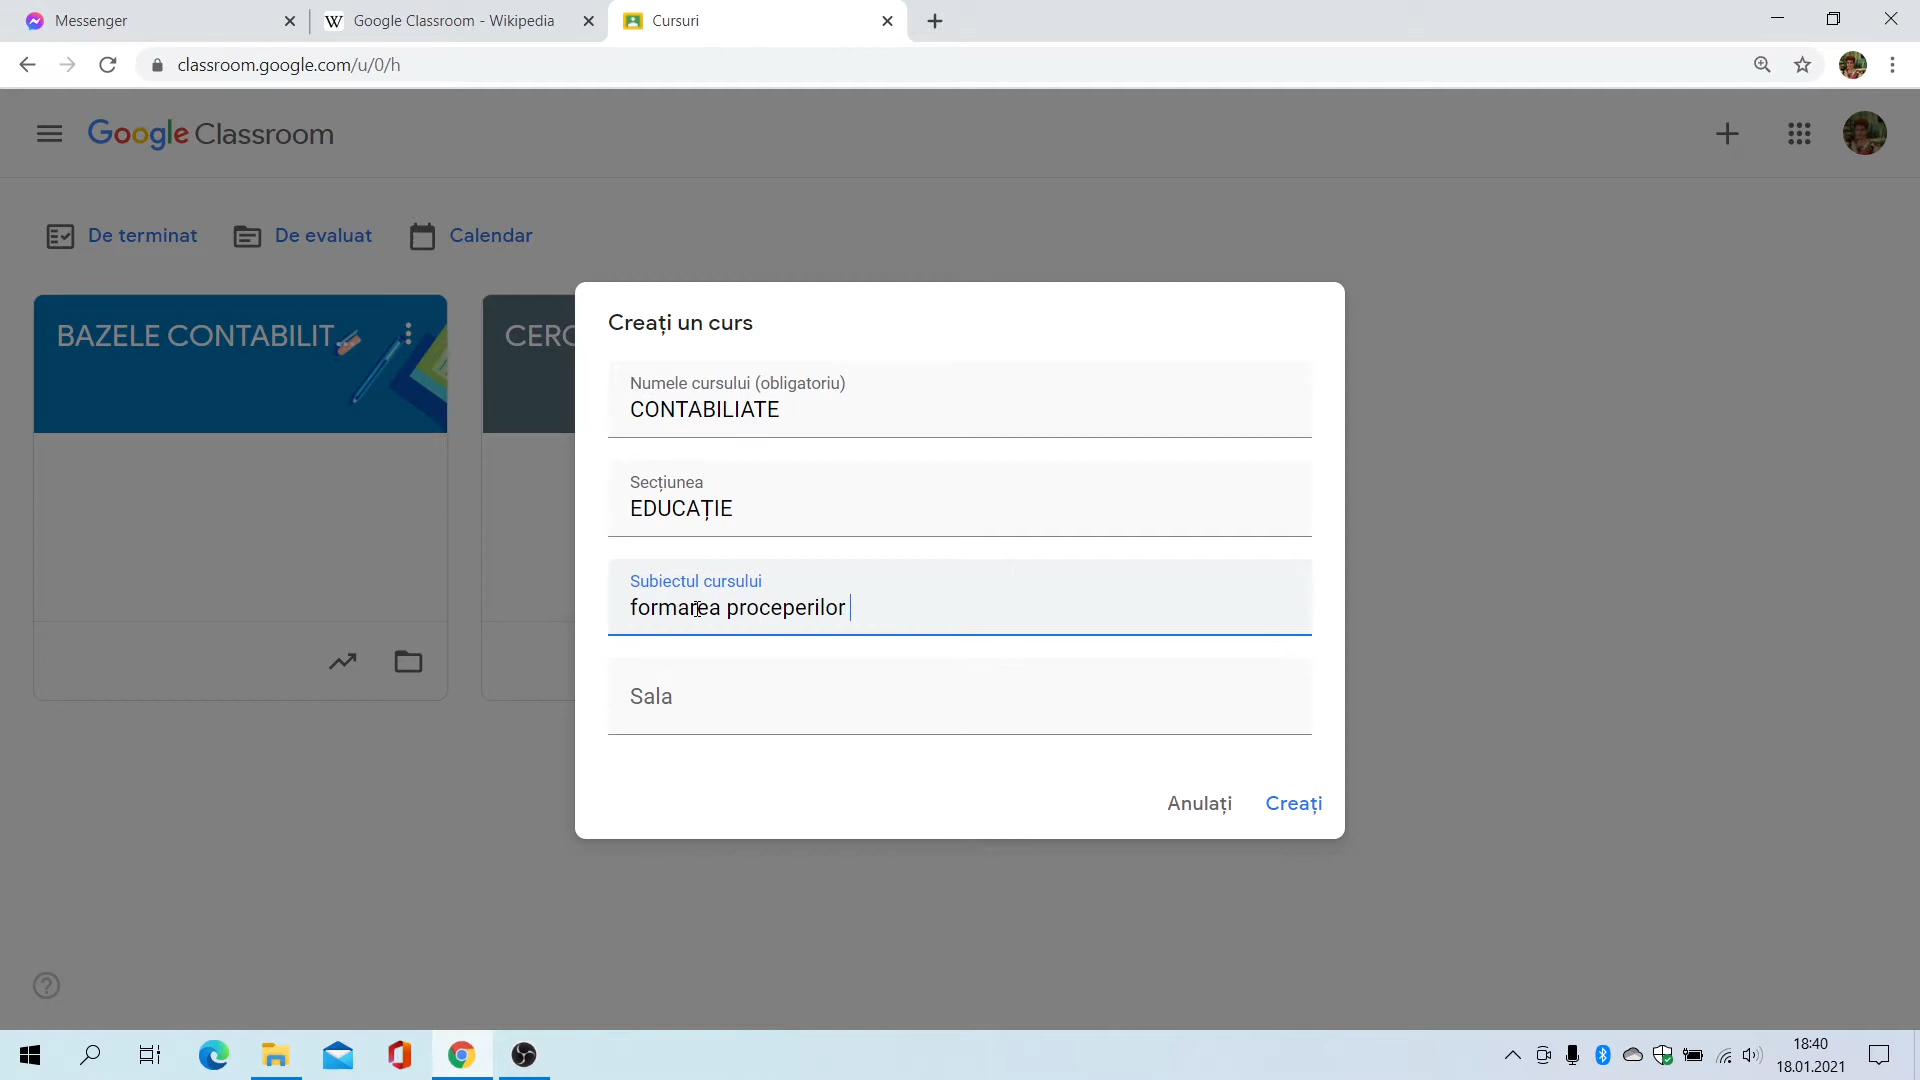 Messenger
Google Classroom - Wikipedia
Cursuri
classroom.google.com/u/0/h
Google Classroom
De terminat
De evaluat
Calendar
BAZELE CONTABILIT...
CERC
Creați un curs
Numele cursului (obligatoriu)
CONTABILIATE
Secțiunea
EDUCAȚIE
Subiectul cursului
formarea proceperilor
Sala
Anulați
Creați
18:40
18.01.2021